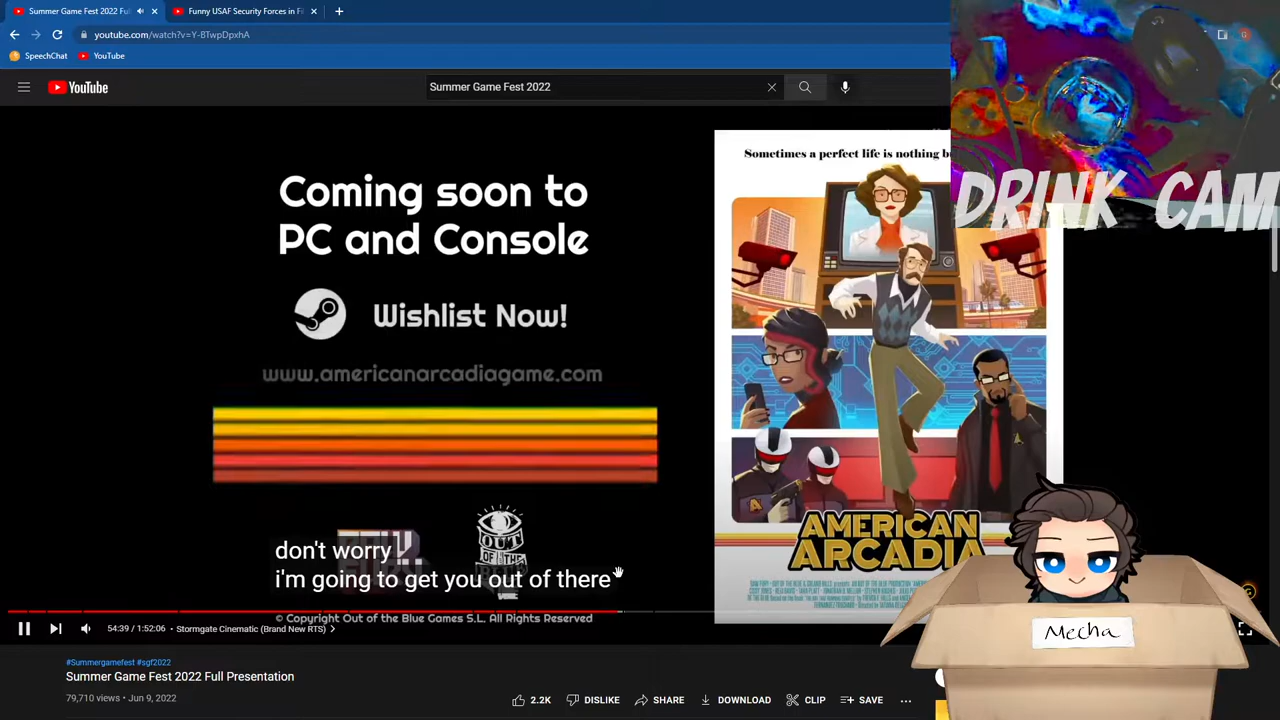 Summer Game Fest 2022 Full
Funny USAF Security Forces in Fi
youtube.com/watch?v=Y-BTwpDpxhA
SpeechChat
YouTube
YouTube
Summer Game Fest 2022
DRINK CAM
Sometimes a perfect life is nothing
Coming soon to
PC and Console
Wishlist Now!
www.americanarcadiagame.com
AMERICAN
ARCADIA
OUT
OF THE
don't worry
i'm going to get you out of there
© Copyright Out of the Blue Games S.L. All Rights Reserved
54:39 / 1:52:06 • Stormgate Cinematic (Brand New RTS)
Mecha
#Summergamefest #sgf2022
Summer Game Fest 2022 Full Presentation
79,710 views • Jun 9, 2022
2.2K
DISLIKE
SHARE
DOWNLOAD
CLIP
SAVE